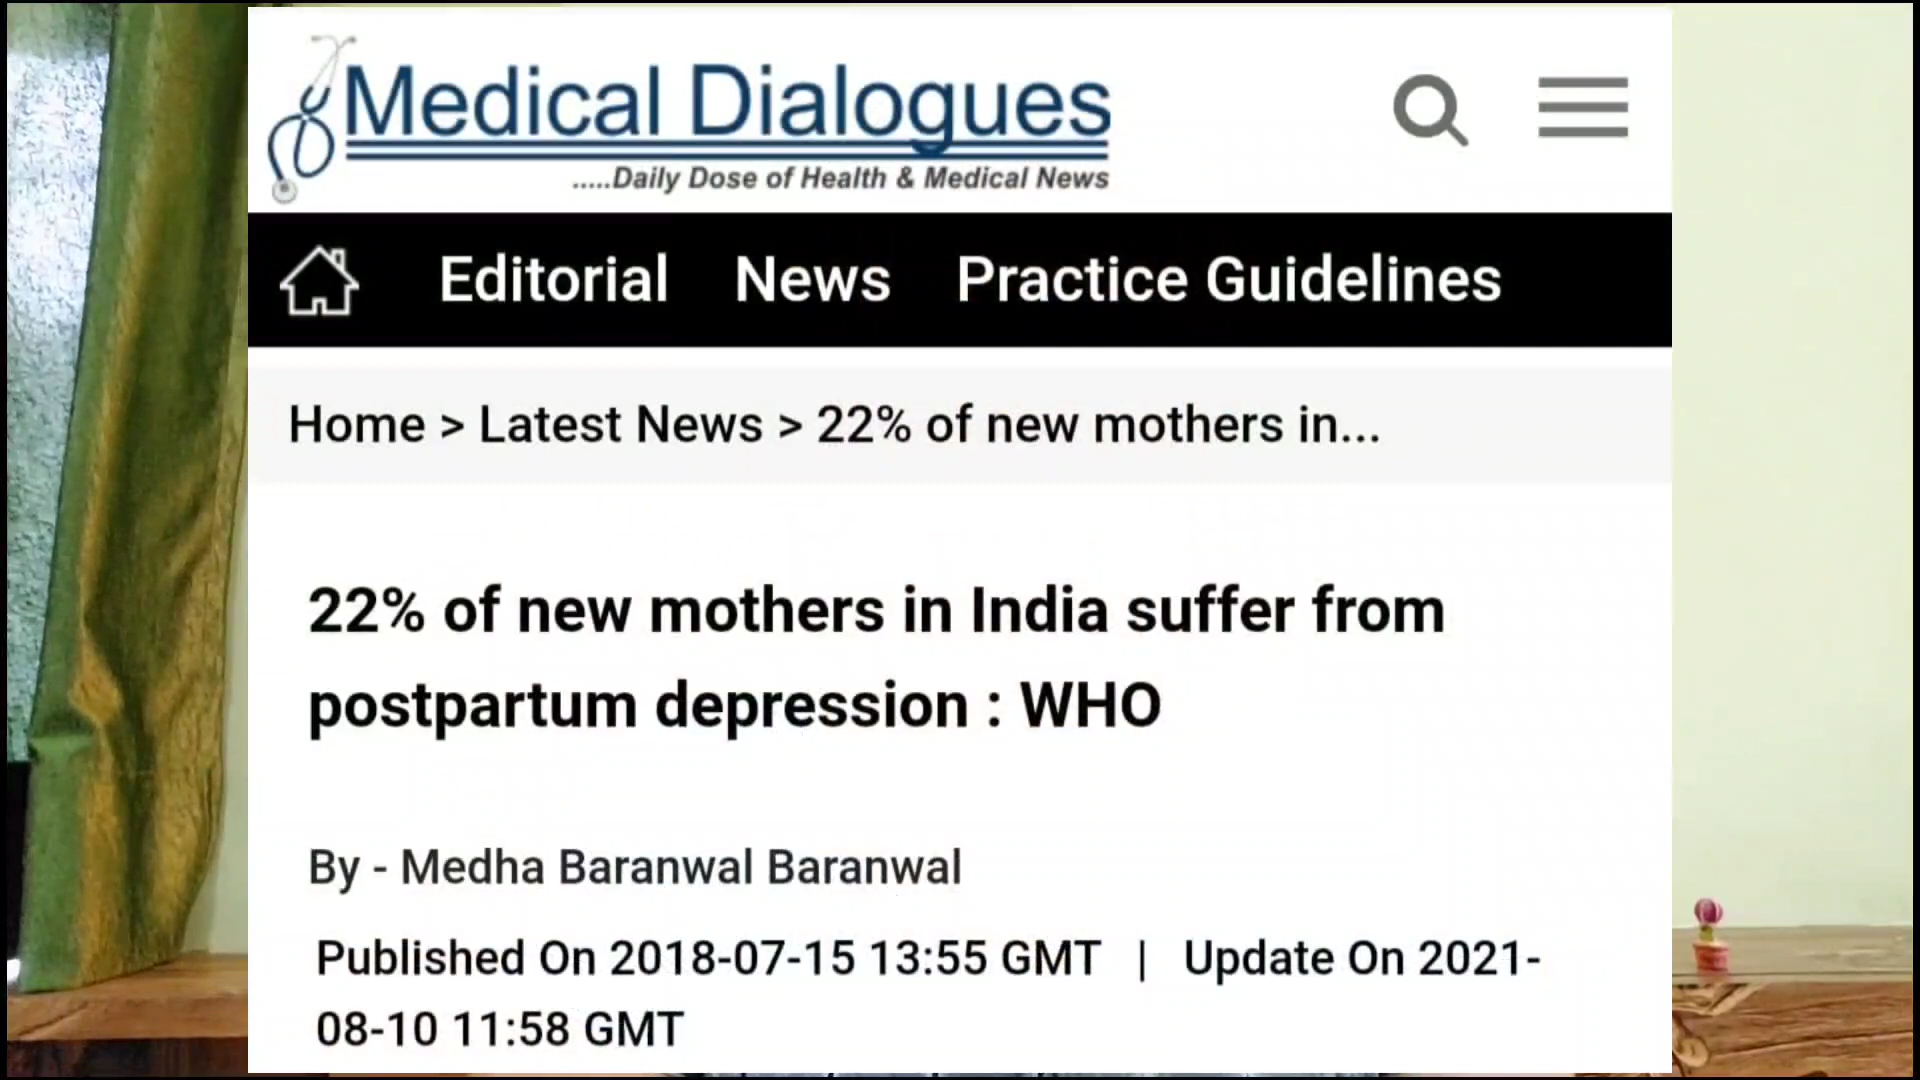 Medical Dialogues
.....Daily Dose of Health & Medical News
Editorial News Practice Guidelines
Home > Latest News > 22% of new mothers in...
22% of new mothers in India suffer from
postpartum depression : WHO
By - Medha Baranwal Baranwal
Published On 2018-07-15 13:55 GMT | Update On 2021-
08-10 11:58 GMT